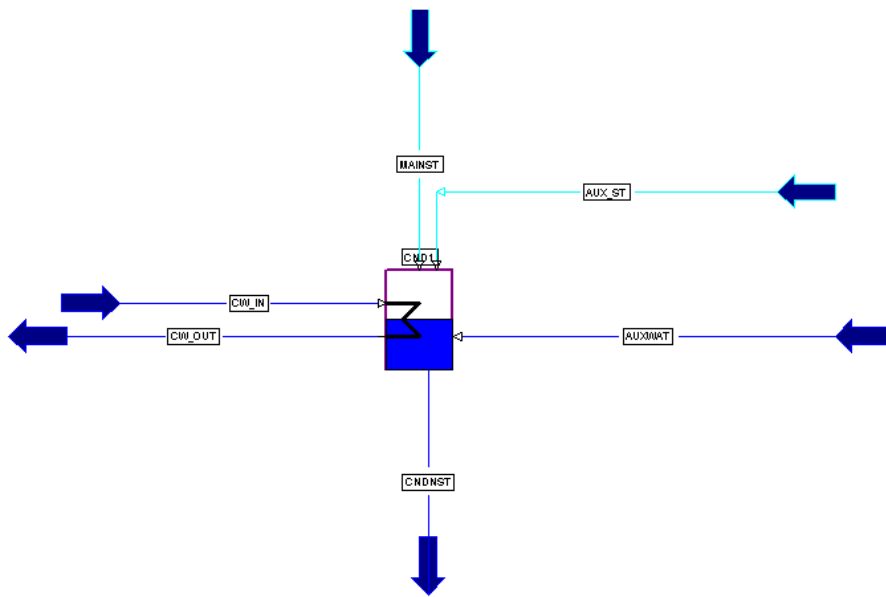 MAINST
AUX_ST
CND1
CW_IN
CW_OUT
AUXWAT
CNDNST